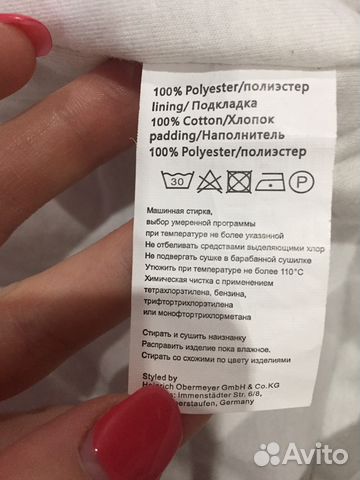 100% Polyester/полиэстер
lining/ Подкладка
100% Cotton/Хлопок
padding/Наполнитель
100% Polyester/полиэстер
30
P
Машинная стирка,
выбор умеренной программы
при температуре не более указанной
Не отбеливать средствами выделяющими хлор
Не подвергать сушке в барабанной сушилке
Утюжить при температуре не более 110°С
Химическая чистка с применением
тетрахлорэтилена, бензина,
трифтортрихлорэтилена
или монофтортрихлорметана
Стирать и сушить наизнанку
Расправить изделие пока влажное.
Стирать со схожими по цвету изделиями
Styled by
Heinrich Obermeyer GmbH & Co.KG
Immenstädter Str. 6/8,
Germany
Avito